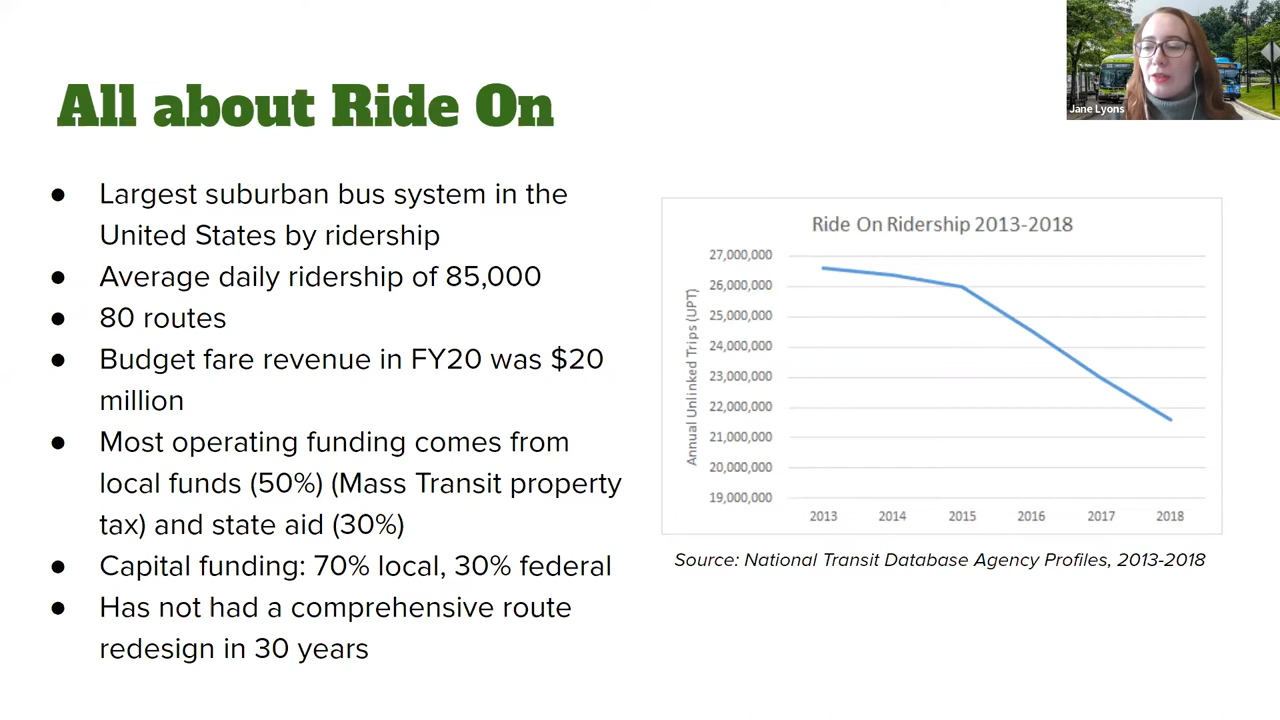 All about Ride On
Jane Lyons
● Largest suburban bus system in the
United States by ridership
● Average daily ridership of 85,000
● 80 routes
● Budget fare revenue in FY20 was $20
million
● Most operating funding comes from
local funds (50%) (Mass Transit property
tax) and state aid (30%)
● Capital funding: 70% local, 30% federal
● Has not had a comprehensive route
redesign in 30 years
Ride On Ridership 2013-2018
Annual Unlinked Trips (UPT)
27,000,000
26,000,000
25,000,000
24,000,000
23,000,000
22,000,000
21,000,000
20,000,000
19,000,000
2013 2014 2015 2016 2017 2018
Source: National Transit Database Agency Profiles, 2013-2018